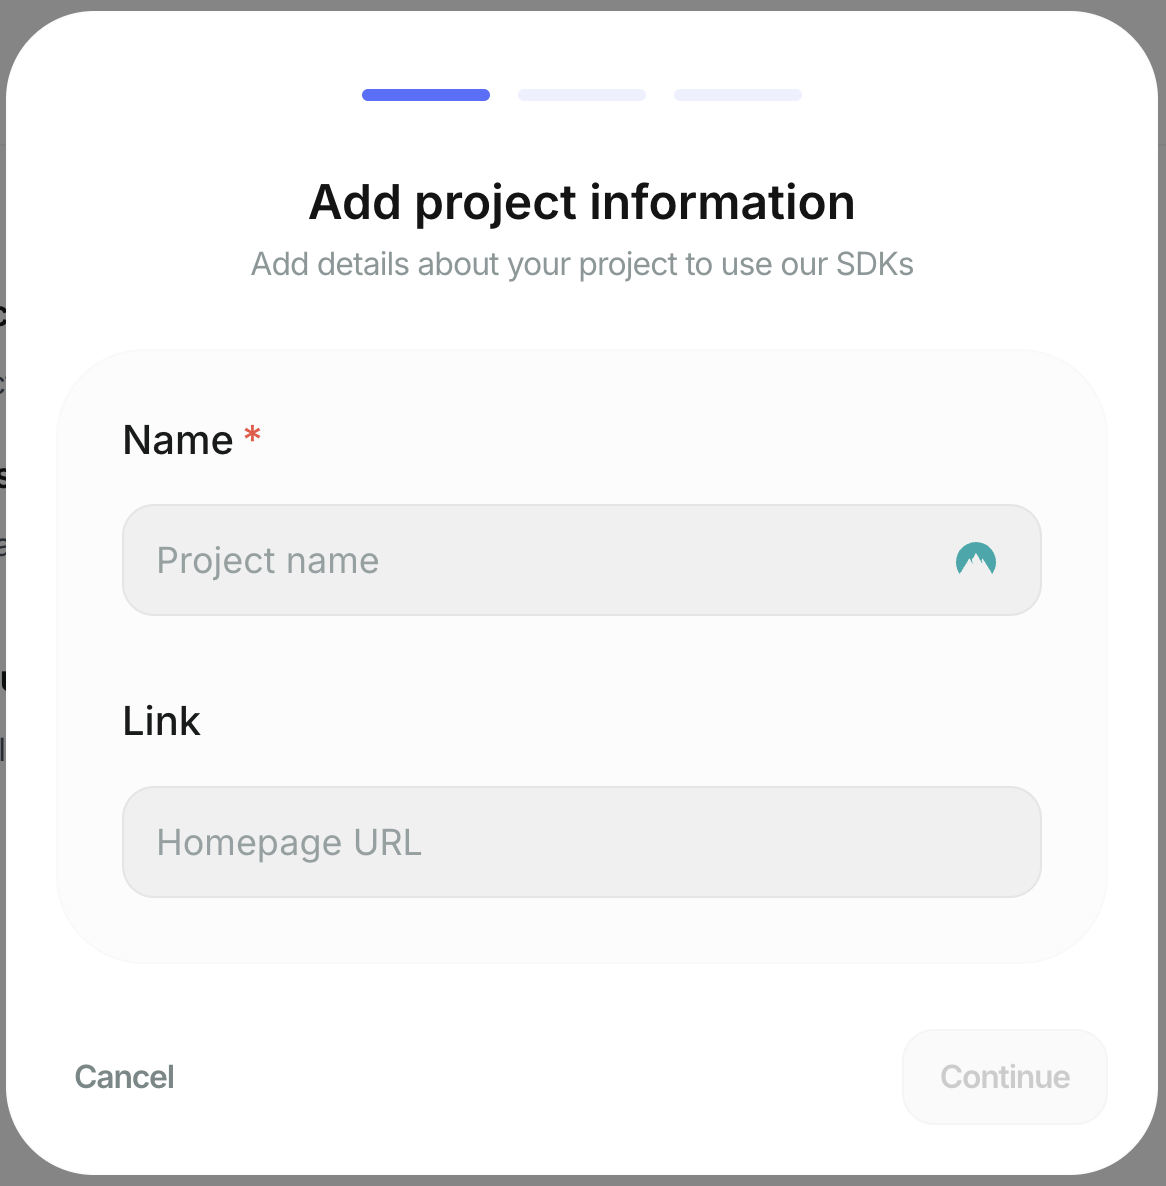 Add project information
Add details about your project to use our SDKs
Name *
Project name
Link
Homepage URL
Cancel
Continue